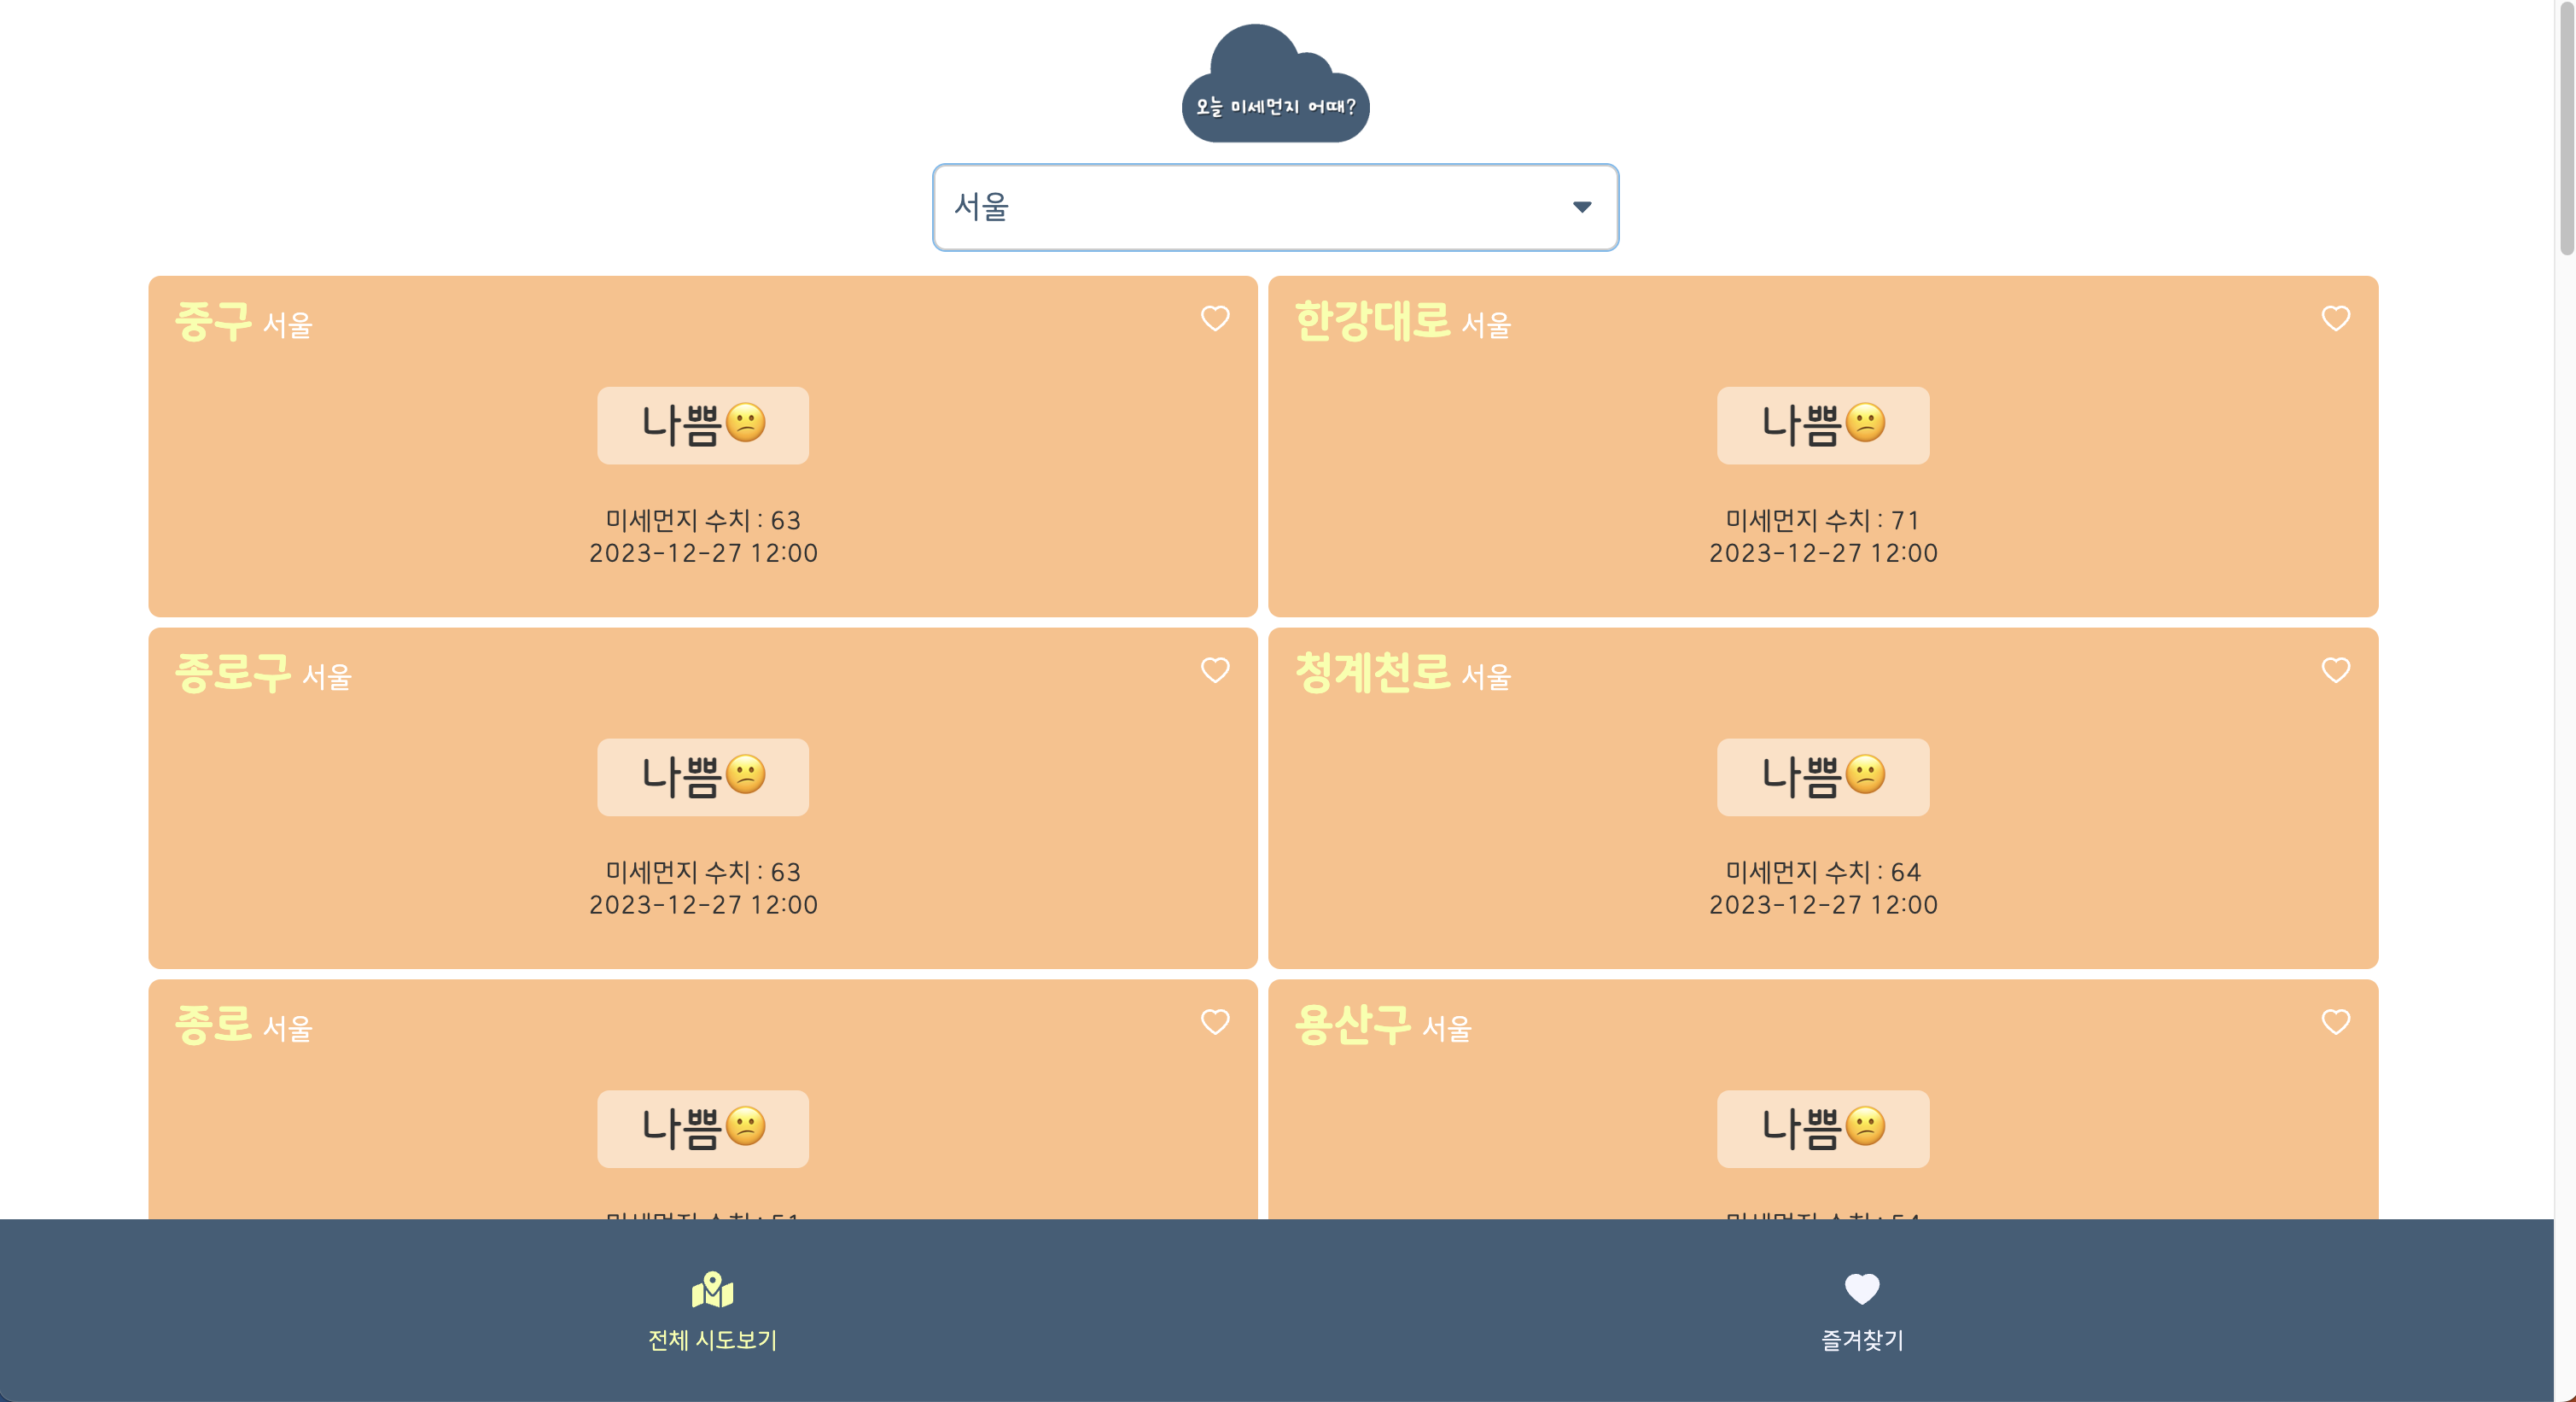 오늘 미세먼지 어때?
서울
중구 서울
나쁨
미세먼지 수치 : 63
2023-12-27 12:00
한강대로 서울
나쁨
미세먼지 수치 : 71
2023-12-27 12:00
종로구 서울
나쁨
미세먼지 수치 : 63
2023-12-27 12:00
청계천로 서울
나쁨
미세먼지 수치 : 64
2023-12-27 12:00
종로 서울
나쁨
용산구 서울
나쁨
전체 시도보기
즐겨찾기